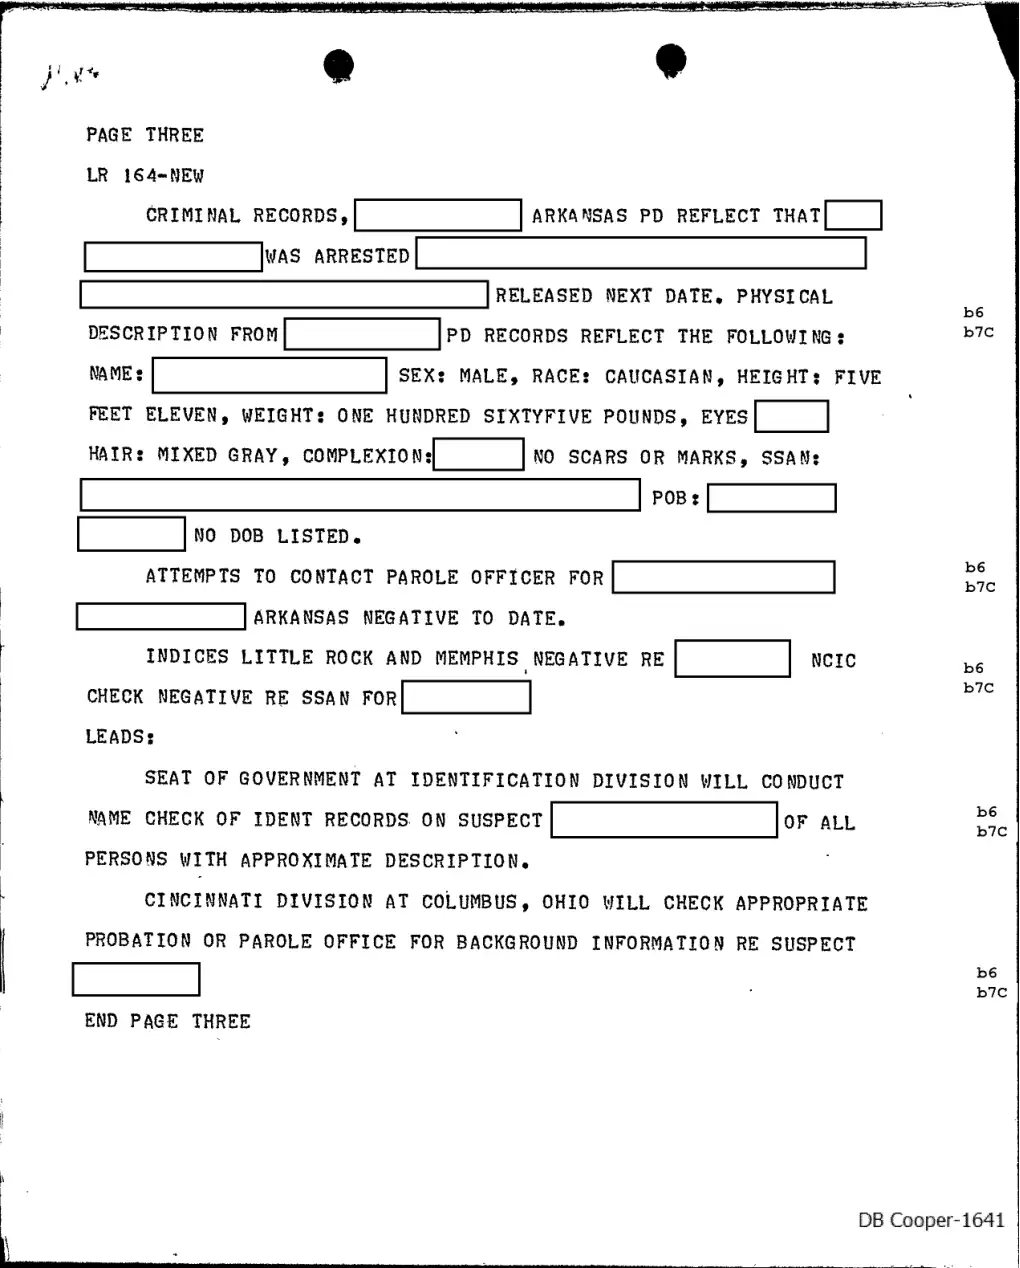 PAGE THREE
LR 164-NEW
CRIMINAL RECORDS, ARKANSAS PD REFLECT THAT
WAS ARRESTED
RELEASED NEXT DATE. PHYSICAL
b6
DESCRIPTION FROM PD RECORDS REFLECT THE FOLLOWING:
b7C
NAME: SEX: MALE, RACE: CAUCASIAN, HEIGHT: FIVE
FEET ELEVEN, WEIGHT: ONE HUNDRED SIXTYFIVE POUNDS, EYES
HAIR: MIXED GRAY, COMPLEXION: NO SCARS OR MARKS, SSAN:
POB:
NO DOB LISTED.
ATTEMPTS TO CONTACT PAROLE OFFICER FOR
b6
b7C
ARKANSAS NEGATIVE TO DATE.
INDICES LITTLE ROCK AND MEMPHIS NEGATIVE RE NCIC
b6
CHECK NEGATIVE RE SSAN FOR
b7C
LEADS:
SEAT OF GOVERNMENT AT IDENTIFICATION DIVISION WILL CONDUCT
NAME CHECK OF IDENT RECORDS ON SUSPECT OF ALL
b6
b7C
PERSONS WITH APPROXIMATE DESCRIPTION.
CINCINNATI DIVISION AT COLUMBUS, OHIO WILL CHECK APPROPRIATE
PROBATION OR PAROLE OFFICE FOR BACKGROUND INFORMATION RE SUSPECT
b6
b7C
END PAGE THREE
DB Cooper-1641